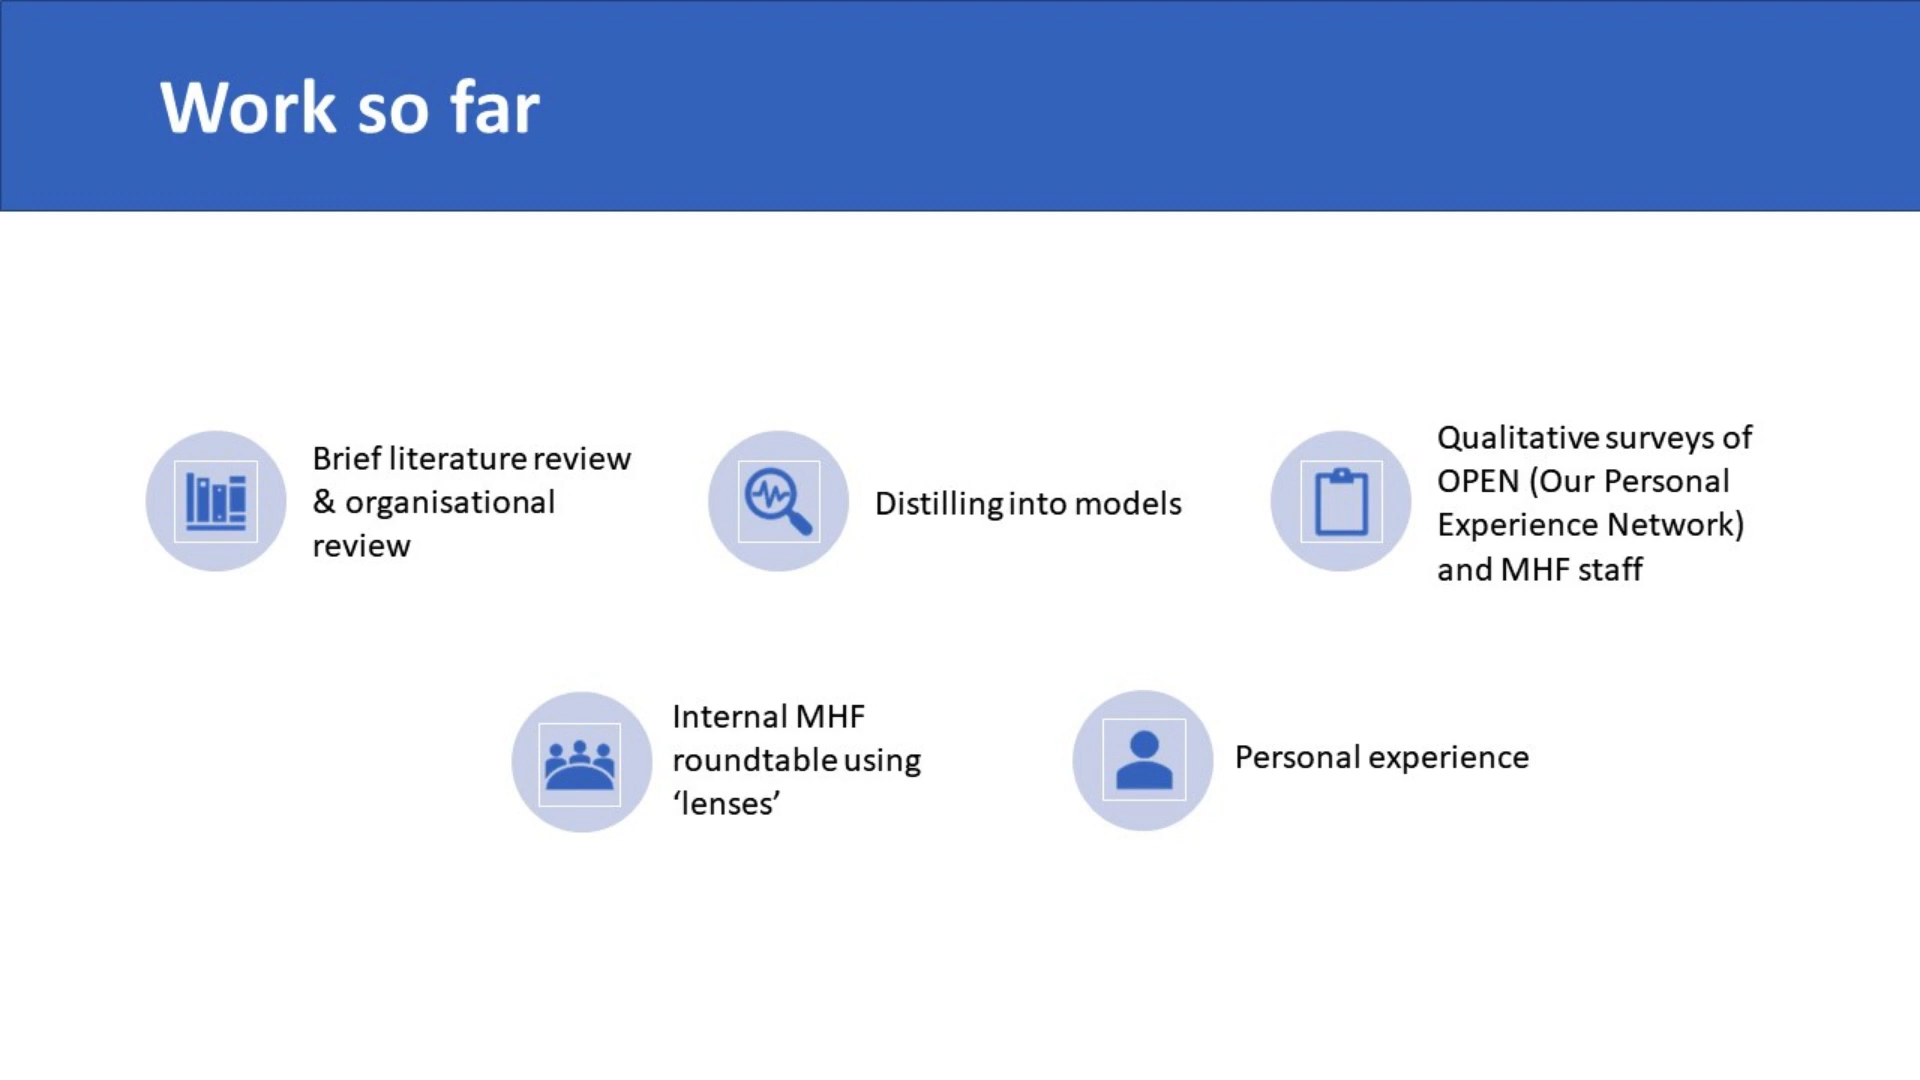 Work so far
Brief literature review
& organisational
review
Distilling into models
Qualitative surveys of
OPEN (Our Personal
Experience Network)
and MHF staff
Internal MHF
roundtable using
‘lenses’
Personal experience